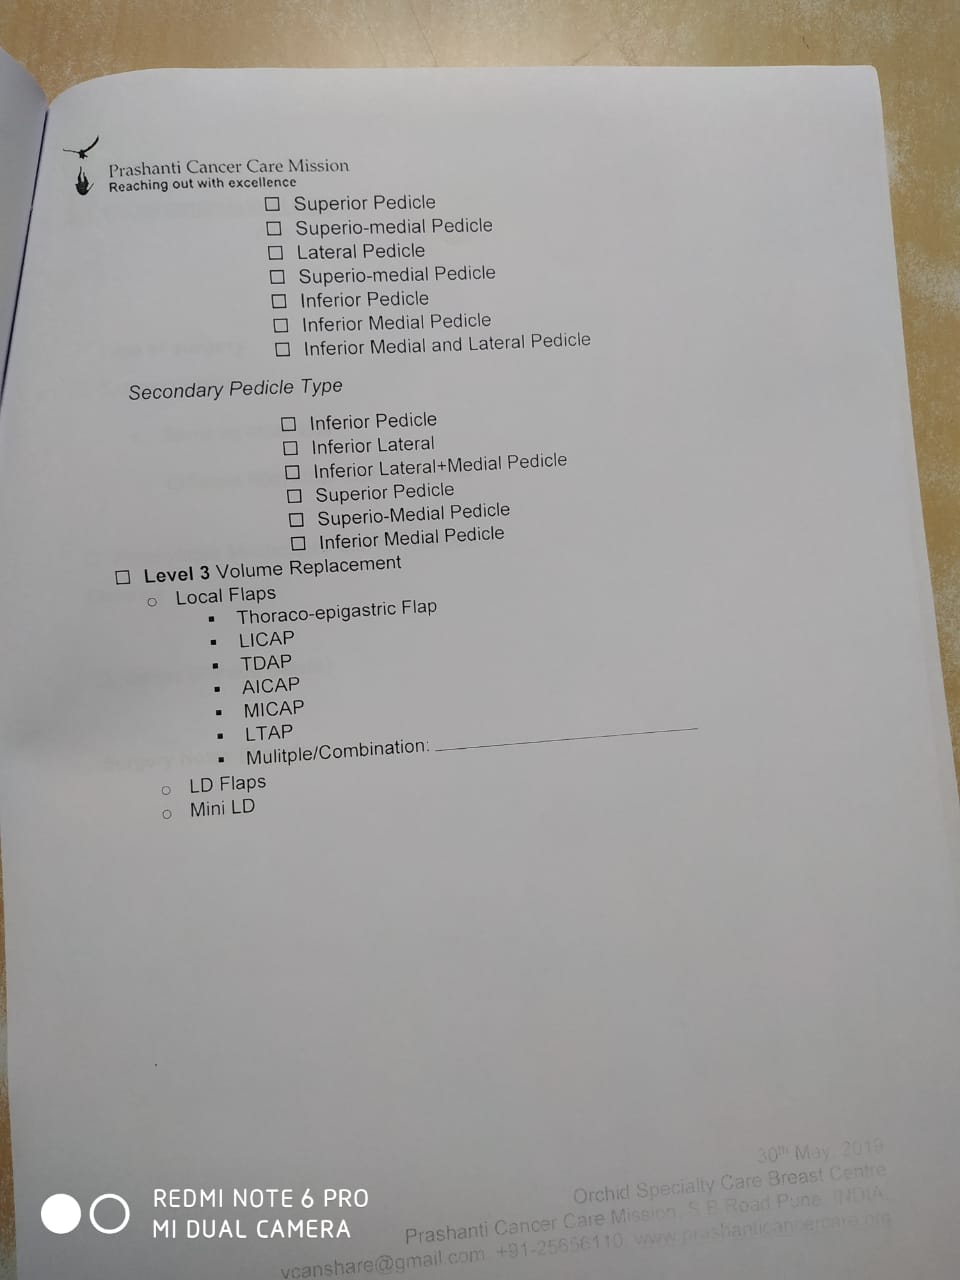 Prashanti Cancer Care Mission
Reaching out with excellence
☐ Superior Pedicle
☐ Superio-medial Pedicle
☐ Lateral Pedicle
☐ Superio-medial Pedicle
☐ Inferior Pedicle
☐ Inferior Medial Pedicle
☐ Inferior Medial and Lateral Pedicle
Secondary Pedicle Type
☐ Inferior Pedicle
☐ Inferior Lateral
☐ Inferior Lateral+Medial Pedicle
☐ Superior Pedicle
☐ Superio-Medial Pedicle
☐ Inferior Medial Pedicle
☐ Level 3 Volume Replacement
○ Local Flaps
▪ Thoraco-epigastric Flap
▪ LICAP
▪ TDAP
▪ AICAP
▪ MICAP
▪ LTAP
▪ Mulitple/Combination: ____________________
○ LD Flaps
○ Mini LD
30th May, 2019
Orchid Specialty Care Breast Centre
Prashanti Cancer Care Mission, S B Road Pune, INDIA
vcanshare@gmail.com, +91-25656110, www.prashanticancercare.org
REDMI NOTE 6 PRO
MI DUAL CAMERA